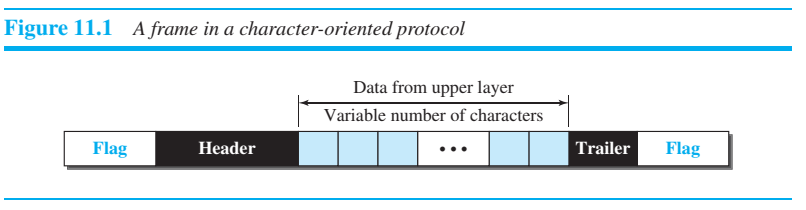 Figure 11.1 A frame in a character-oriented protocol
Data from upper layer
Variable number of characters
Flag Header ••• Trailer Flag